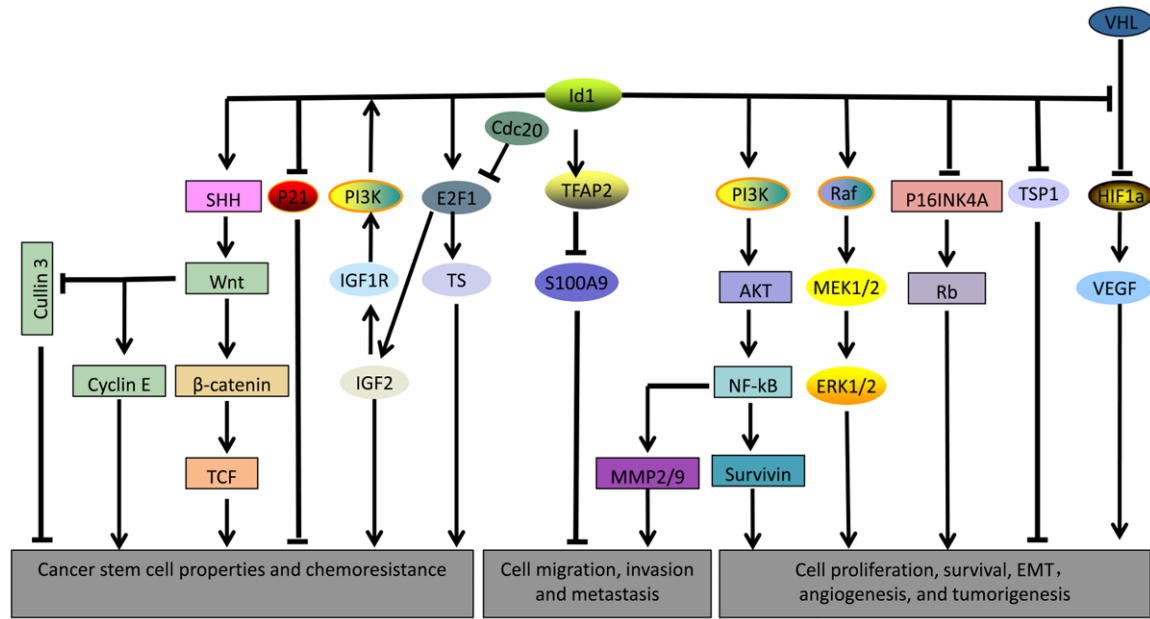 VHL
Id1
Cdc20
SHH
P21
PI3K
E2F1
TFAP2
PI3K
Raf
P16INK4A
TSP1
HIF1a
Cullin 3
Wnt
IGF1R
TS
S100A9
AKT
MEK1/2
Rb
VEGF
Cyclin E
β-catenin
IGF2
NF-kB
ERK1/2
TCF
MMP2/9
Survivin
Cancer stem cell properties and chemoresistance
Cell migration, invasion
and metastasis
Cell proliferation, survival, EMT，
angiogenesis, and tumorigenesis